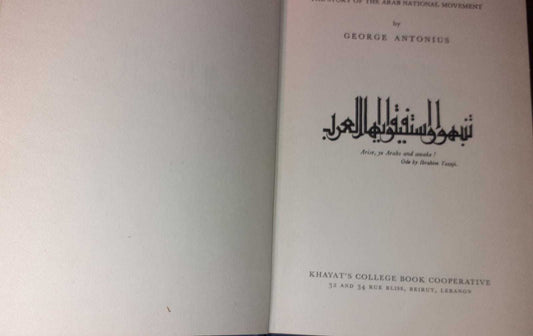 THE STORY OF THE ARAB NATIONAL MOVEMENT
by
GEORGE ANTONIUS
تنبهوا واستفيقوا ايها العرب
Arise, ye Arabs and awake!
Ode by Ibrahim Yazeji.
KHAYAT'S COLLEGE BOOK COOPERATIVE
32 AND 34 RUE BLISS, BEIRUT, LEBANON